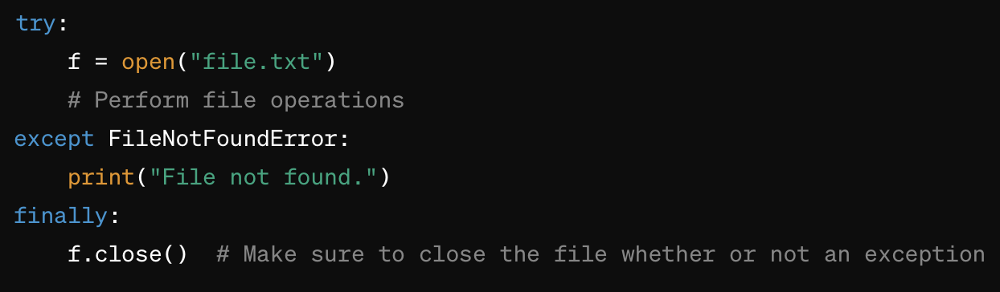 try:
    f = open("file.txt")
    # Perform file operations
except FileNotFoundError:
    print("File not found.")
finally:
    f.close()  # Make sure to close the file whether or not an exception